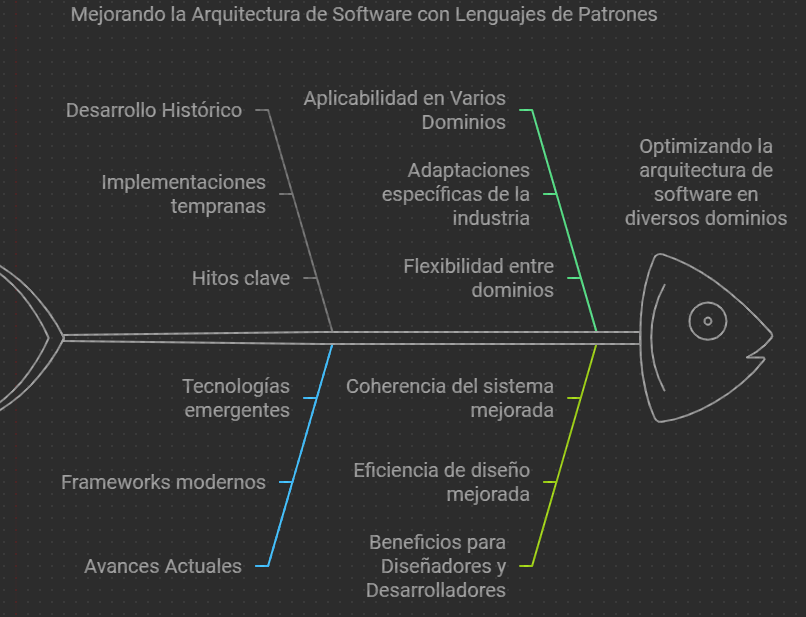 Mejorando la Arquitectura de Software con Lenguajes de Patrones
Desarrollo Histórico
Implementaciones
tempranas
Hitos clave
Aplicabilidad en Varios
Dominios
Adaptaciones
específicas de la
industria
Flexibilidad entre
dominios
Optimizando la
arquitectura de
software en
diversos dominios
Tecnologías
emergentes
Frameworks modernos
Avances Actuales
Coherencia del sistema
mejorada
Eficiencia de diseño
mejorada
Beneficios para
Diseñadores y
Desarrolladores